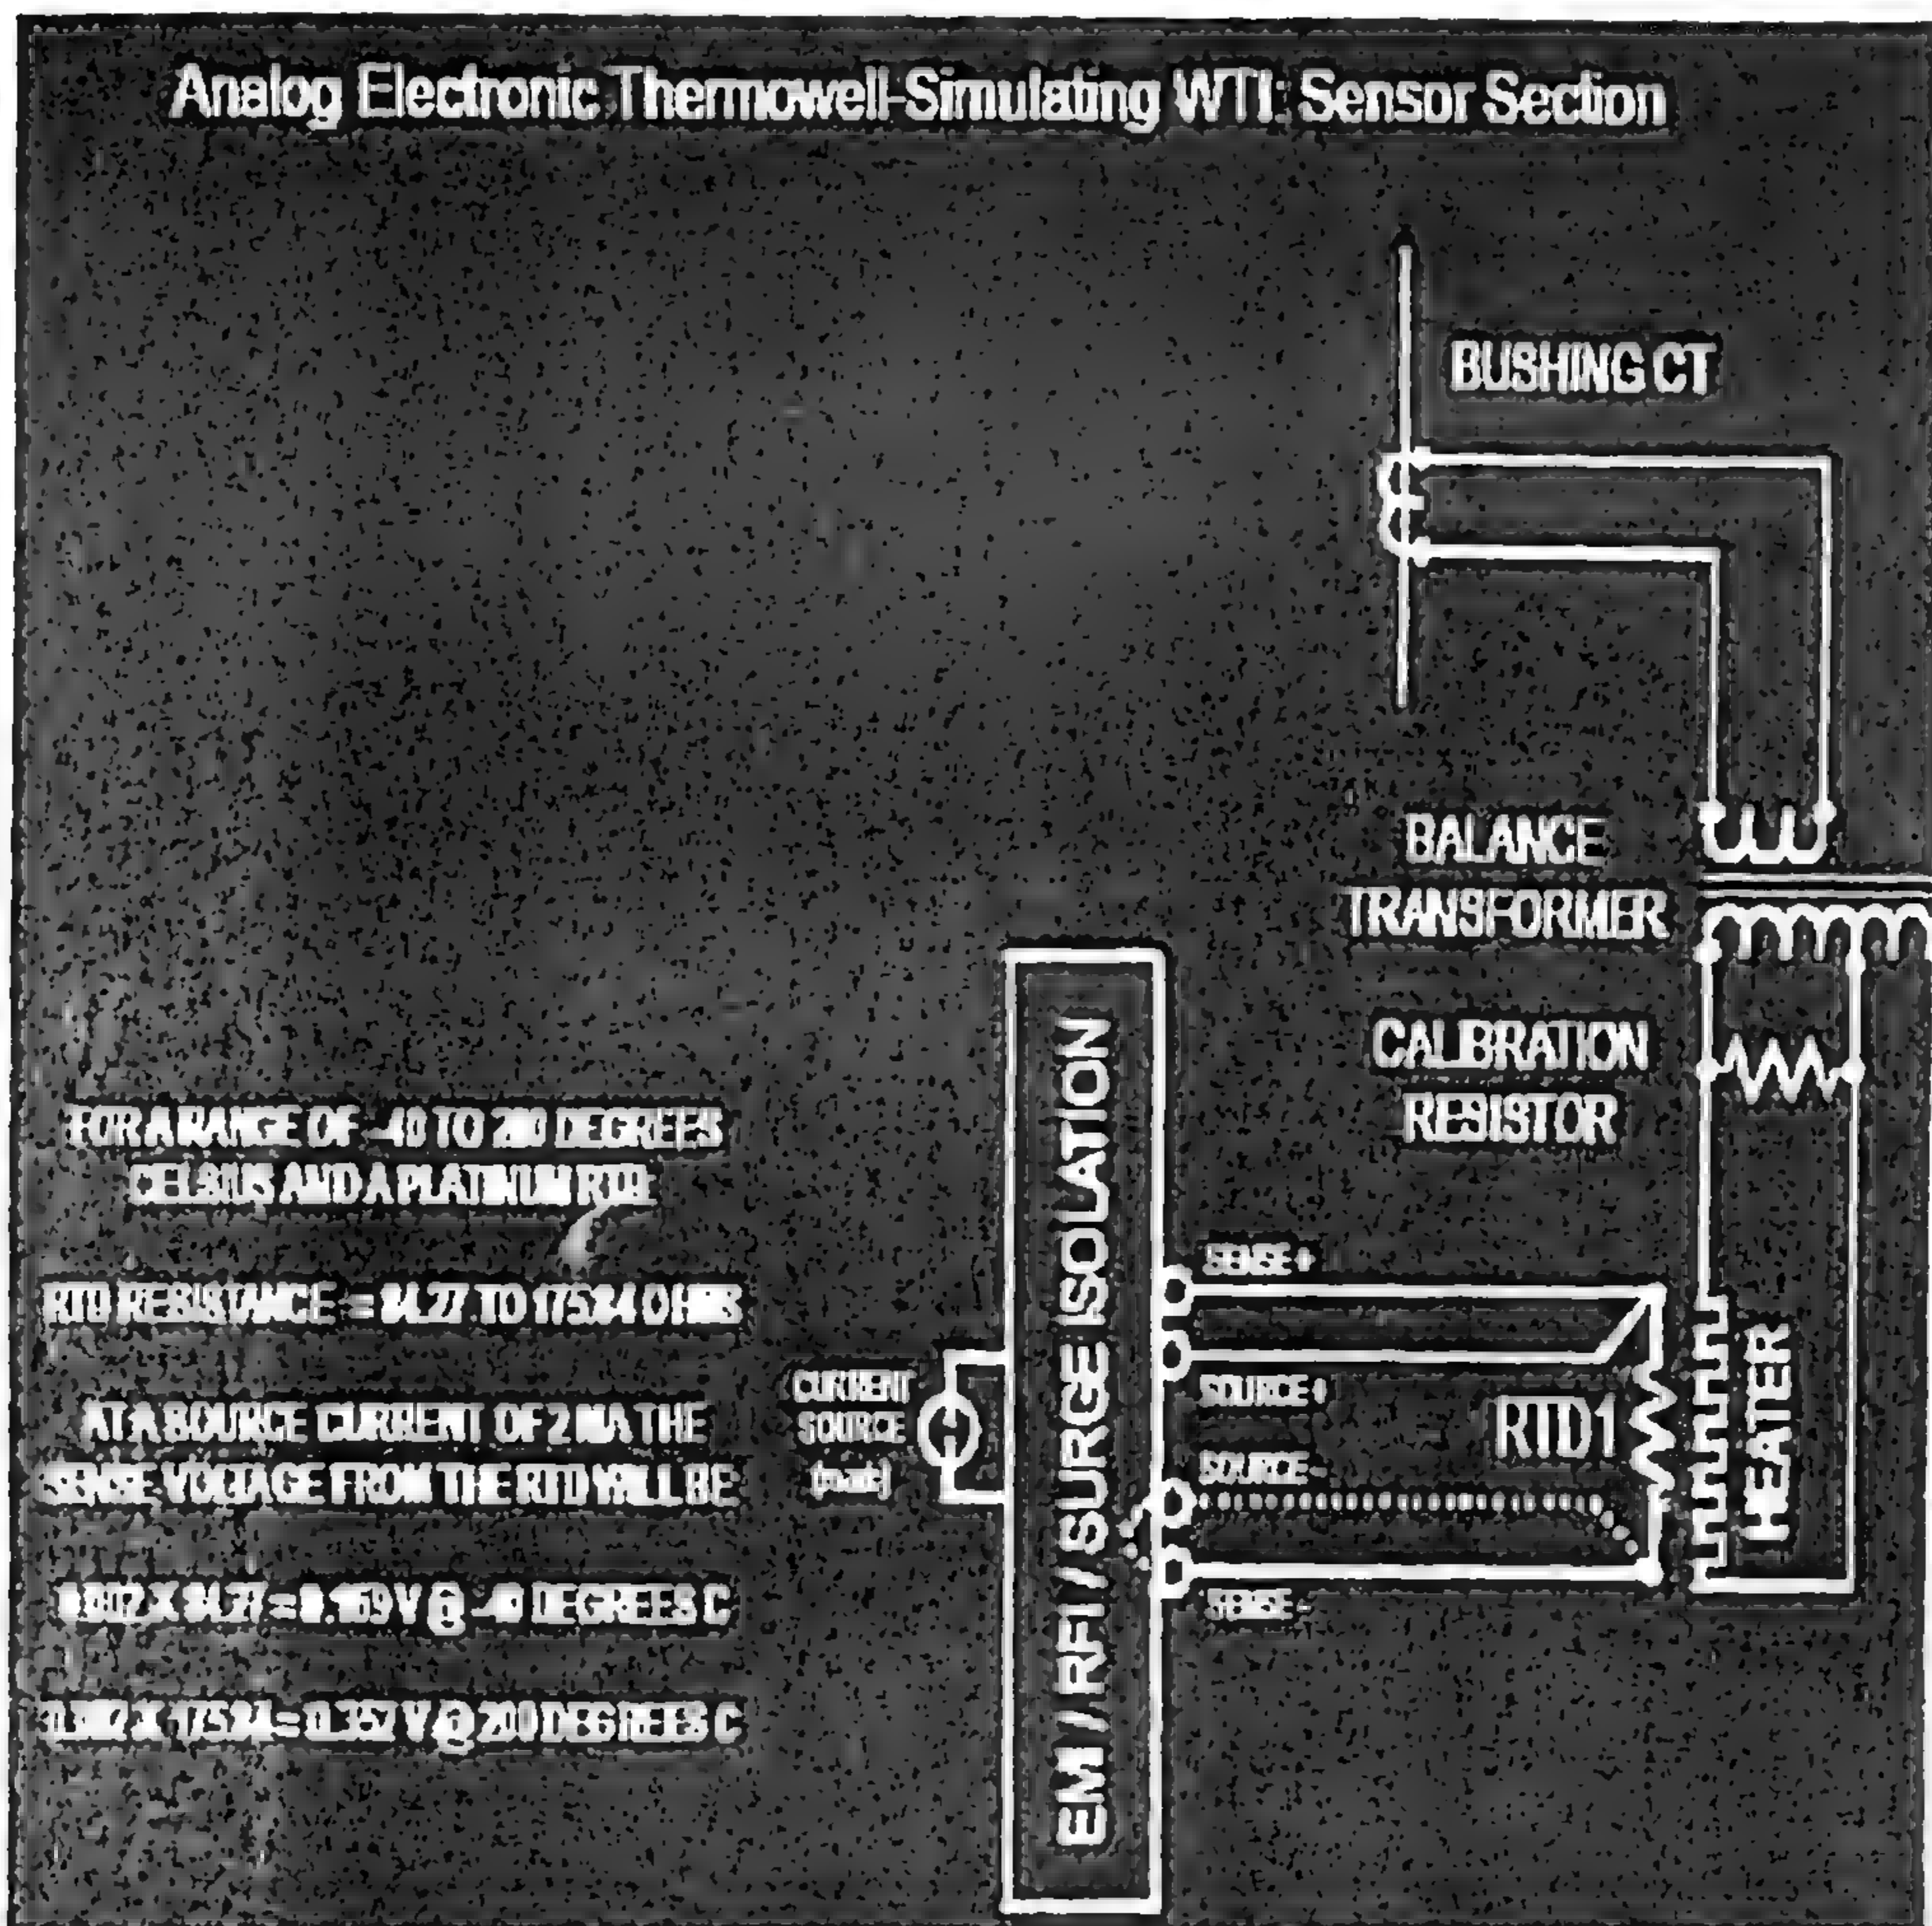 Analog Electronic Thermowell-Simulating WTI: Sensor Section
BUSHING CT
BALANCE
TRANSFORMER
CALIBRATION
RESISTOR
EM I / RFI / SURGE ISOLATION
FOR A RANGE OF -40 TO 200 DEGREES
CELSIUS AND A PLATINUM RTD:
RTD RESISTANCE = 84.27 TO 175.84 OHMS
AT A SOURCE CURRENT OF 2 MA THE
SENSE VOLTAGE FROM THE RTD WILL BE
0.002 X 84.27 = 0.169 V @ -40 DEGREES C
0.002 X 175.84 = 0.352 V @ 200 DEGREES C
CURRENT
SOURCE
SENSE +
SOURCE +
SOURCE -
SENSE -
RTD1
HEATER